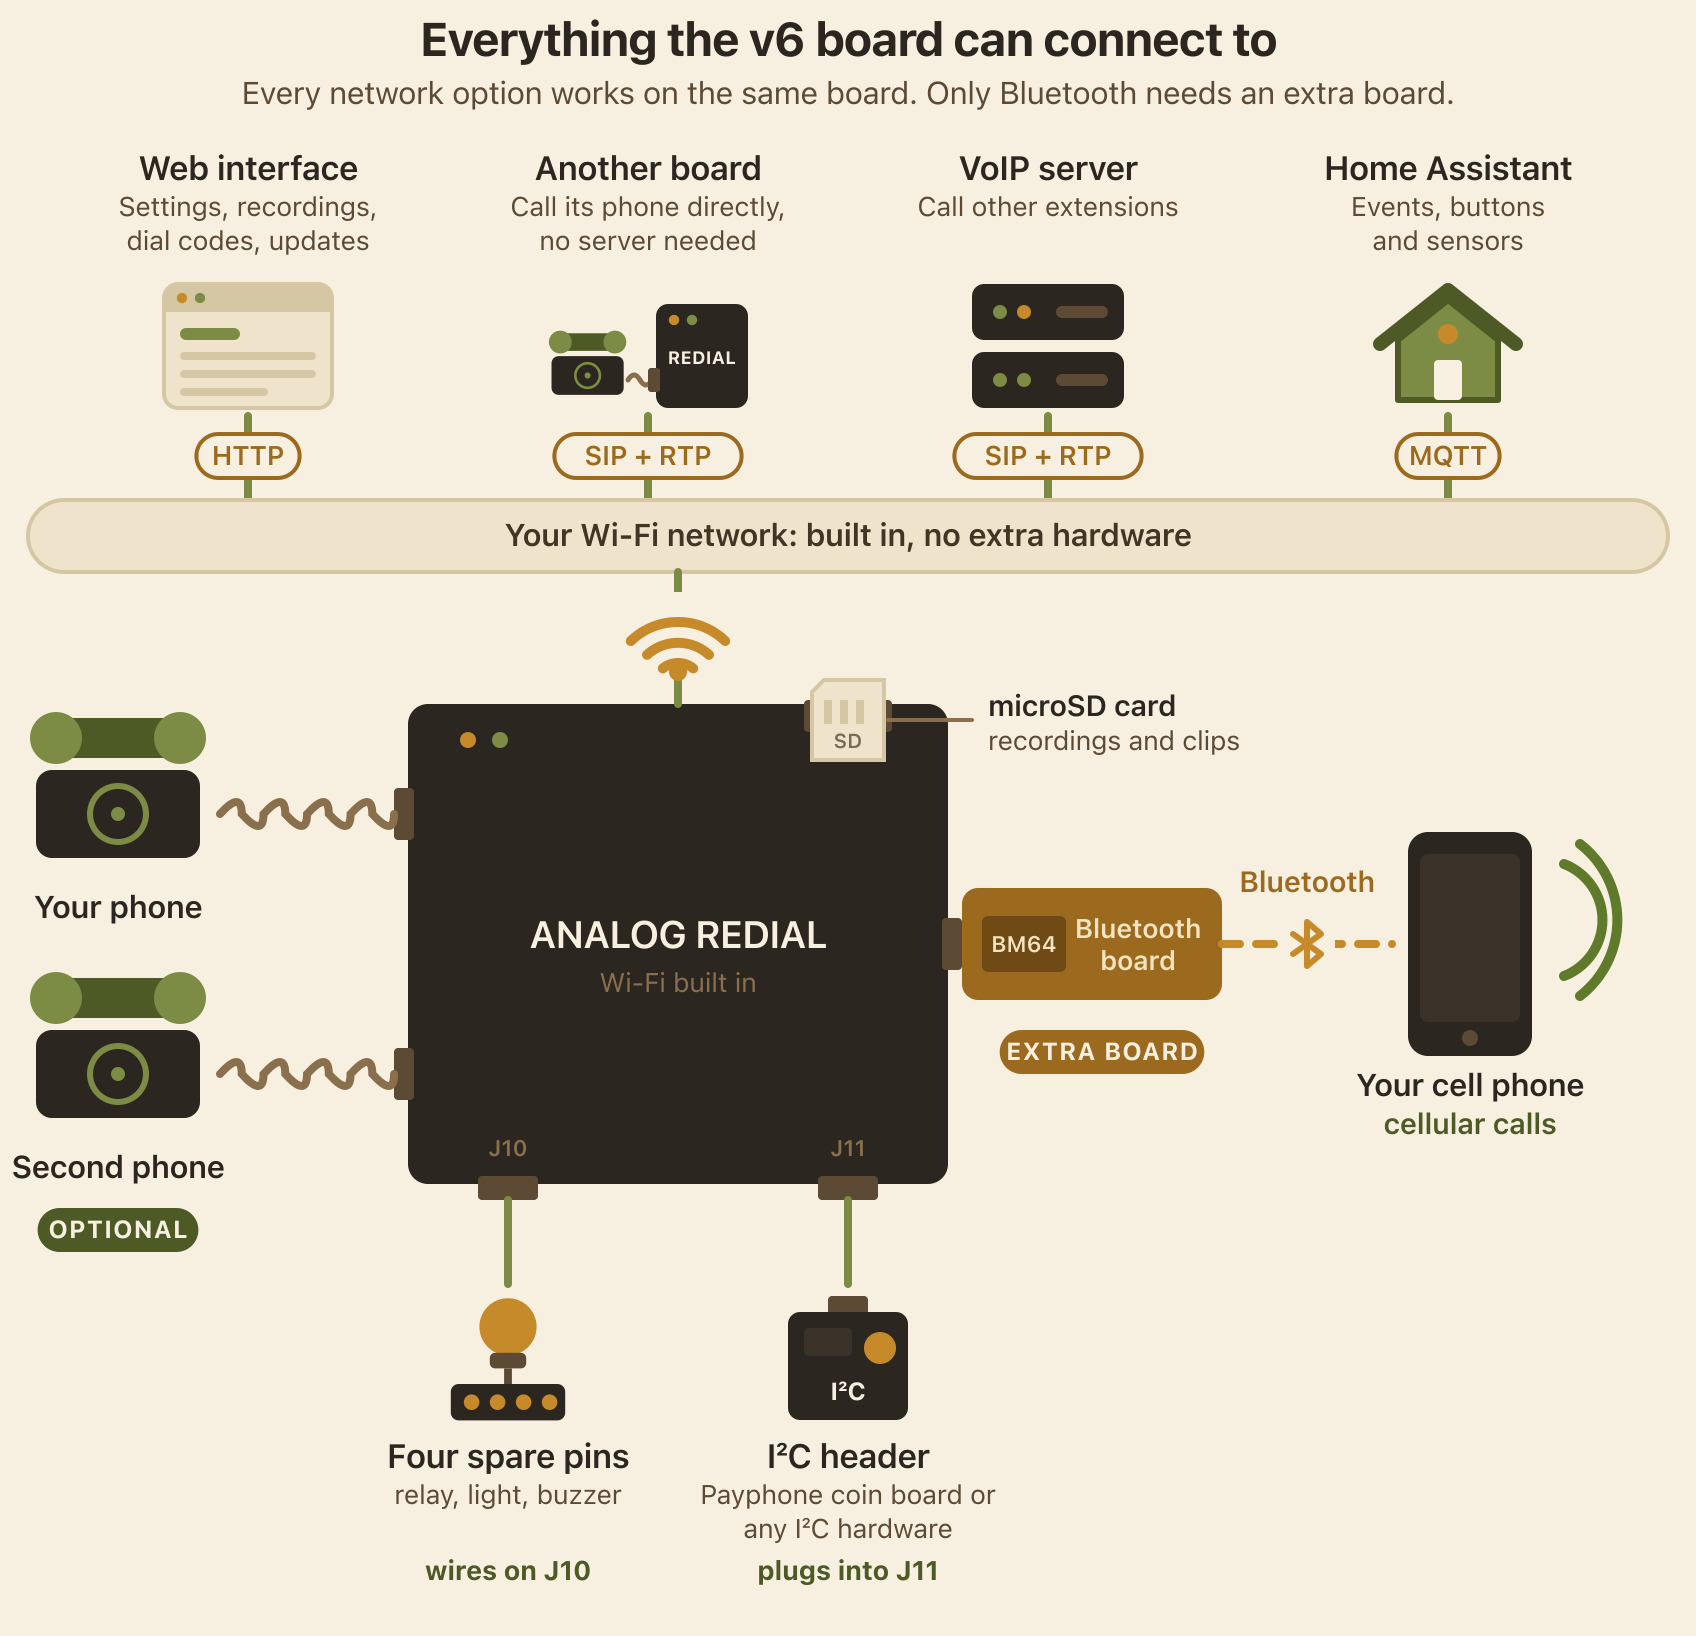 Everything the v6 board can connect to
Every network option works on the same board. Only Bluetooth needs an extra board.
Web interface
Settings, recordings,
dial codes, updates
Another board
Call its phone directly,
no server needed
VoIP server
Call other extensions
Home Assistant
Events, buttons
and sensors
REDIAL
HTTP
SIP + RTP
SIP + RTP
MQTT
Your Wi-Fi network: built in, no extra hardware
SD
microSD card
recordings and clips
Your phone
ANALOG REDIAL
Wi-Fi built in
BM64
Bluetooth
board
Bluetooth
EXTRA BOARD
Your cell phone
cellular calls
Second phone
OPTIONAL
J10
J11
I²C
Four spare pins
relay, light, buzzer
wires on J10
I²C header
Payphone coin board or
any I²C hardware
plugs into J11